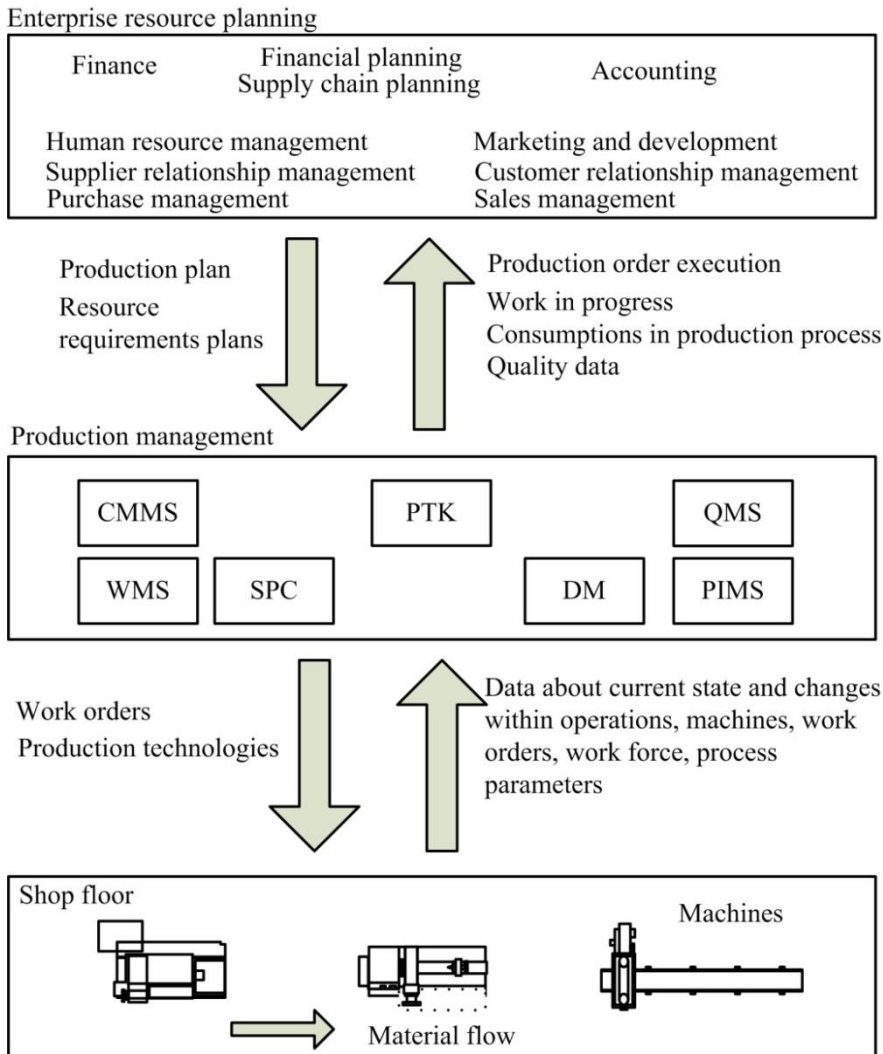 Enterprise resource planning
Finance
Financial planning
Supply chain planning
Accounting
Human resource management
Supplier relationship management
Purchase management
Marketing and development
Customer relationship management
Sales management
Production plan
Resource
requirements plans
Production order execution
Work in progress
Consumptions in production process
Quality data
Production management
CMMS
PTK
QMS
WMS
SPC
DM
PIMS
Work orders
Production technologies
Data about current state and changes
within operations, machines, work
orders, work force, process
parameters
Shop floor
Machines
Material flow